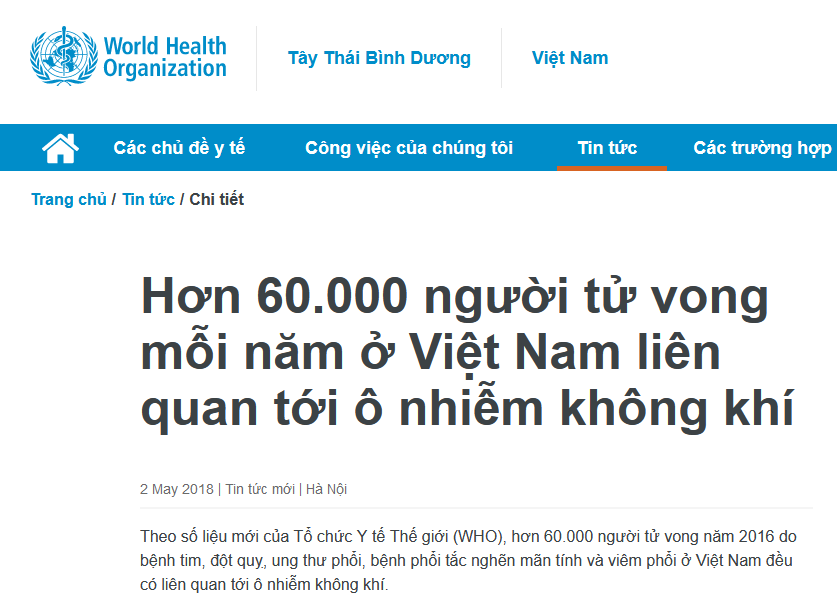 World Health
Organization
Tây Thái Bình Dương
Việt Nam
Các chủ đề y tế
Công việc của chúng tôi
Tin tức
Các trường hợp
Trang chủ / Tin tức / Chi tiết
Hơn 60.000 người tử vong
mỗi năm ở Việt Nam liên
quan tới ô nhiễm không khí
2 May 2018 | Tin tức mới | Hà Nội
Theo số liệu mới của Tổ chức Y tế Thế giới (WHO), hơn 60.000 người tử vong năm 2016 do
bệnh tim, đột quỵ, ung thư phổi, bệnh phổi tắc nghẽn mãn tính và viêm phổi ở Việt Nam đều
có liên quan tới ô nhiễm không khí.